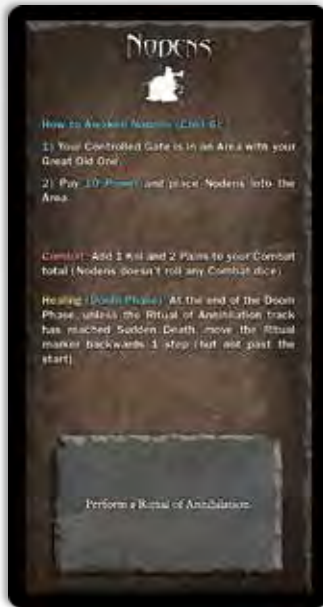 Nodens
How to Awaken Nodens (Cost 6):
1) Your Controlled Gate is in an Area with your
Great Old One.
2) Pay 10 Power and place Nodens into the
Area.
Combat: Add 1 Kill and 2 Pains to your Combat
total (Nodens doesn't roll any Combat dice).
Healing (Doom Phase): At the end of the Doom
Phase, unless the Ritual of Annihilation track
has reached Sudden Death, move the Ritual
marker backwards 1 step (but not past the
start).
Perform a Ritual of Annihilation.